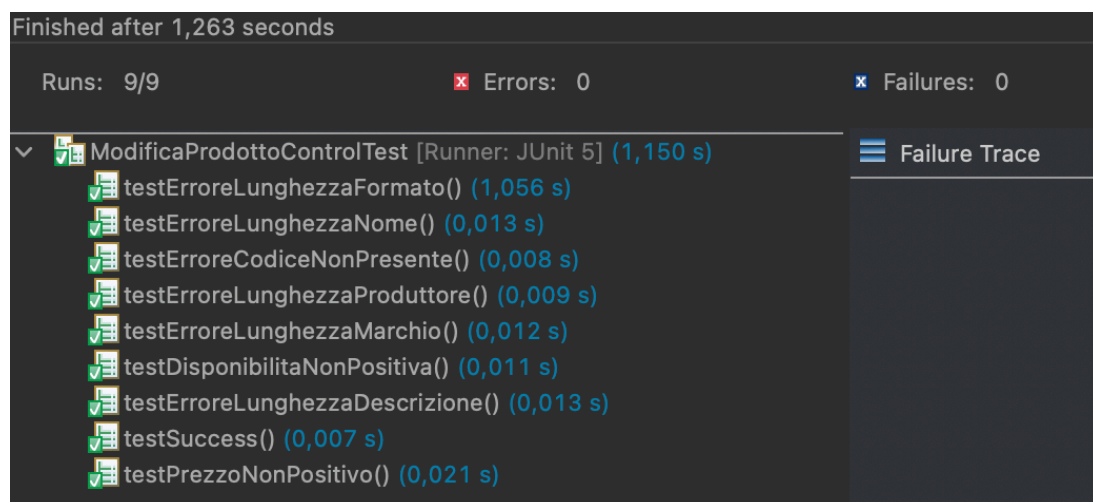 Finished after 1,263 seconds
Runs: 9/9 Errors: 0 Failures: 0
ModificaProdottoControlTest [Runner: JUnit 5] (1,150 s)
Failure Trace
testErroreLunghezzaFormato() (1,056 s)
testErroreLunghezzaNome() (0,013 s)
testErroreCodiceNonPresente() (0,008 s)
testErroreLunghezzaProduttore() (0,009 s)
testErroreLunghezzaMarchio() (0,012 s)
testDisponibilitaNonPositiva() (0,011 s)
testErroreLunghezzaDescrizione() (0,013 s)
testSuccess() (0,007 s)
testPrezzoNonPositivo() (0,021 s)